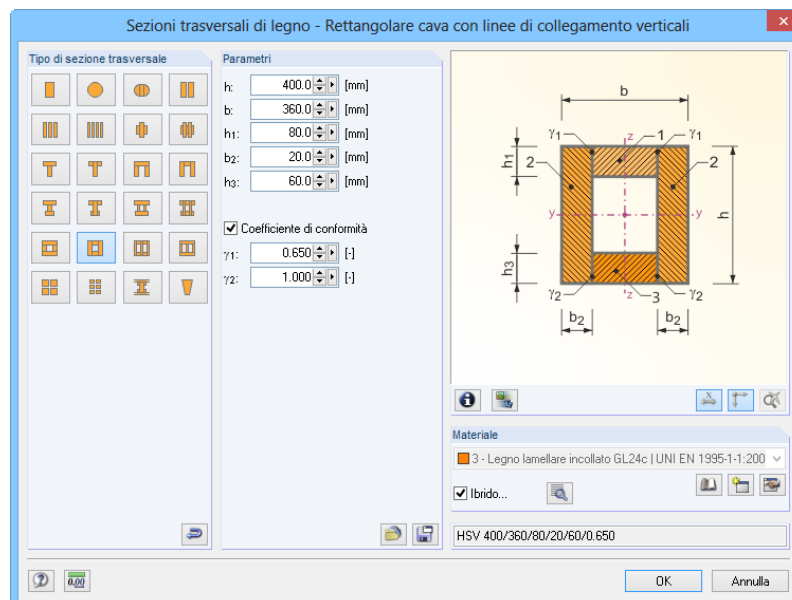 Sezioni trasversali di legno - Rettangolare cava con linee di collegamento verticali
x
Tipo di sezione trasversale
Parametri
h: 400.0 [mm]
b: 360.0 [mm]
h1: 80.0 [mm]
b2: 20.0 [mm]
h3: 60.0 [mm]
Coefficiente di conformità
γ1: 0.650 [-]
γ2: 1.000 [-]
b
γ1 z 1 γ1
h1 2 2
y y h
h3
γ2 z 3 γ2
b2 b2
x
Materiale
3 - Legno lamellare incollato GL24c | UNI EN 1995-1-1:200
Ibrido...
HSV 400/360/80/20/60/0.650
0.00
OK
Annulla